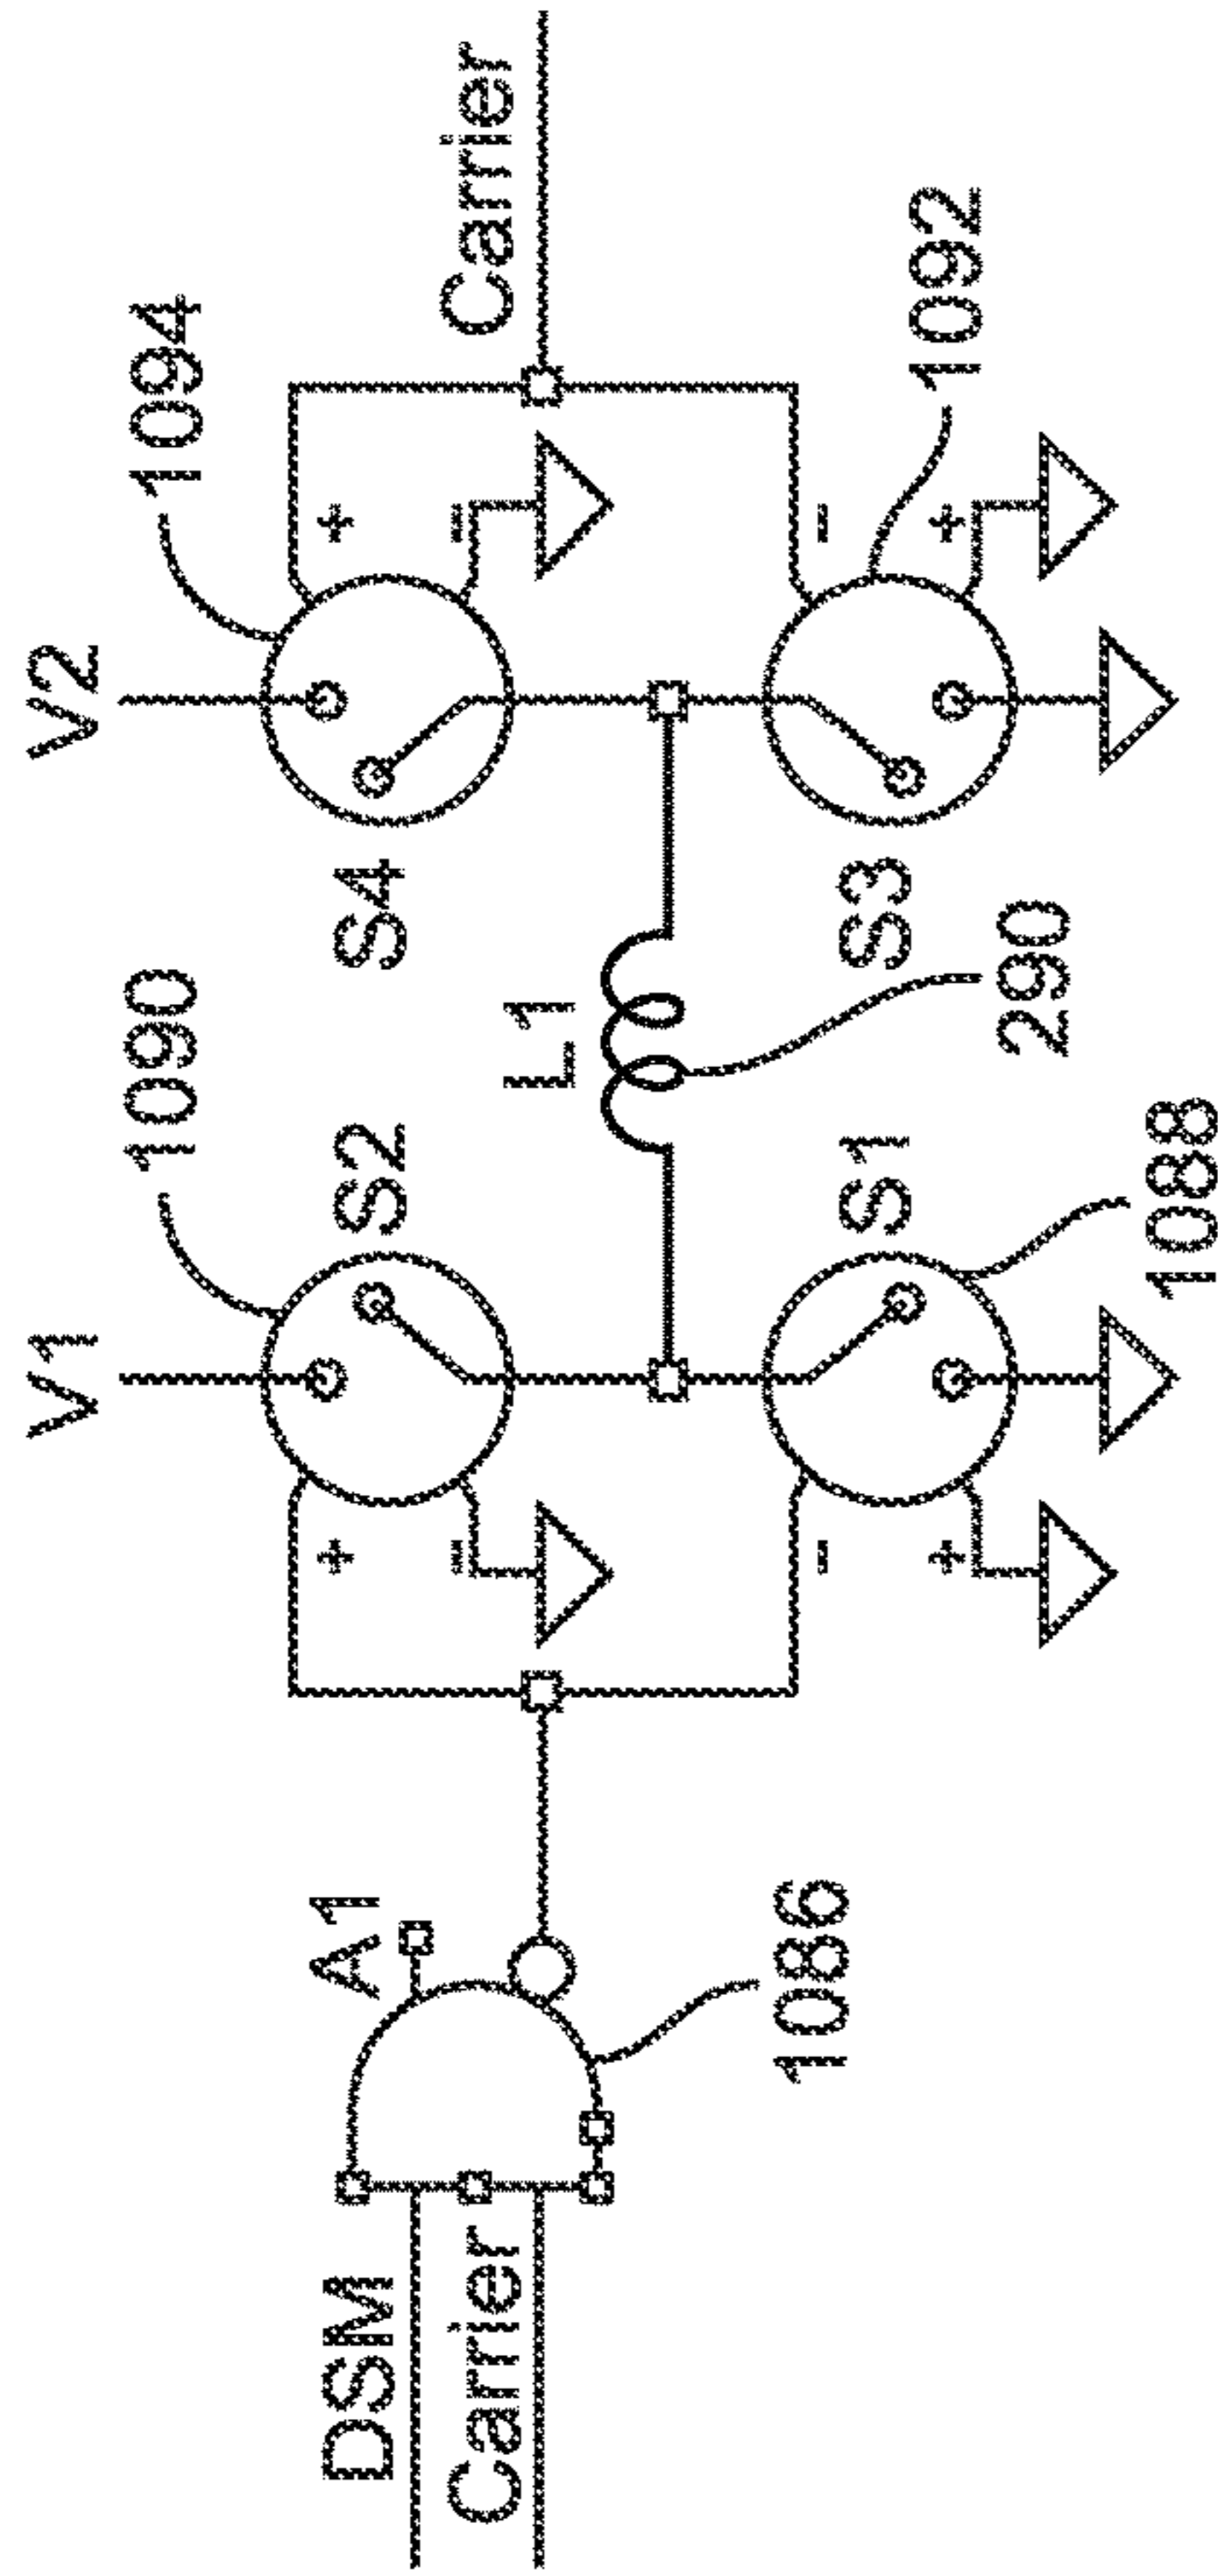 V1
V2
1090
1094
DSM
A1
+
S2
S4
+
Carrier
-
L1
-
Carrier
1086
-
S1
S3
-
+
+
1092
290
1088